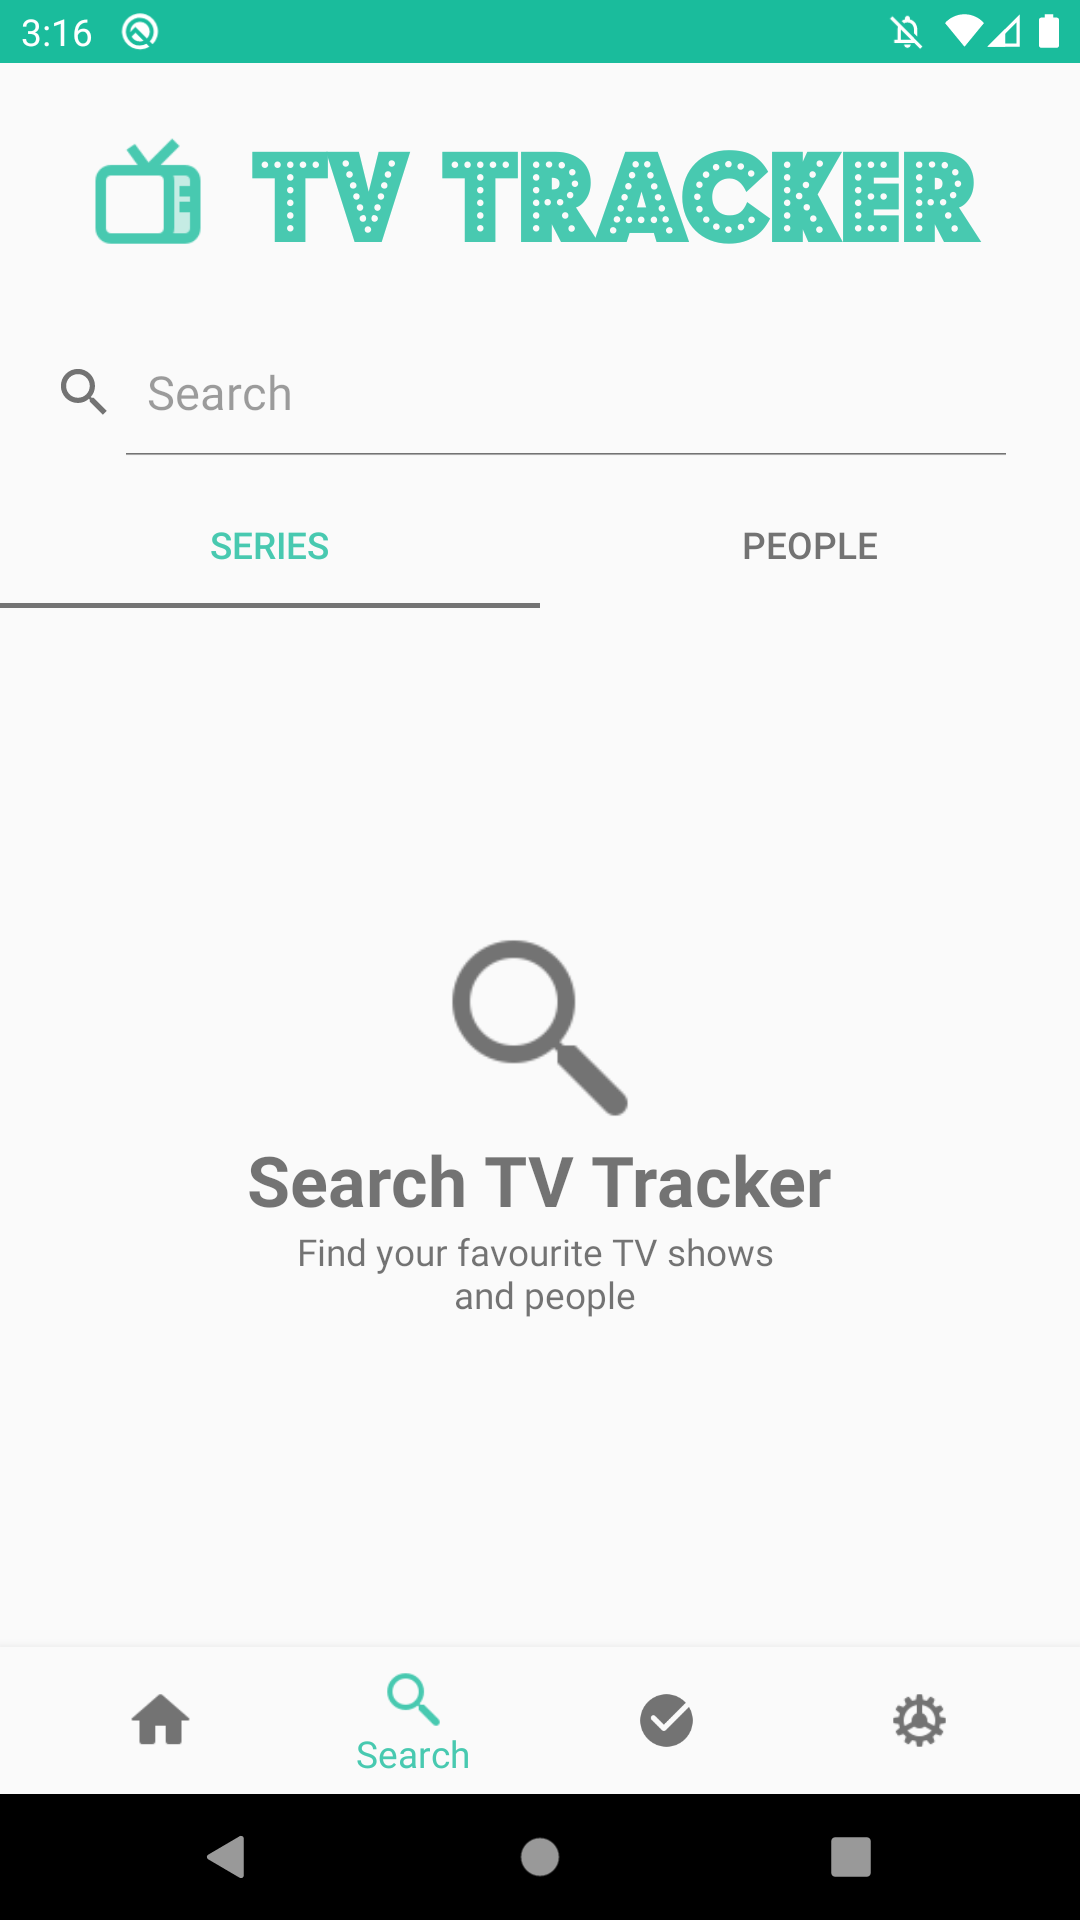 3:16
TV TRACKER
Search
SERIES
PEOPLE
Search TV Tracker
Find your favourite TV shows
and people
Search